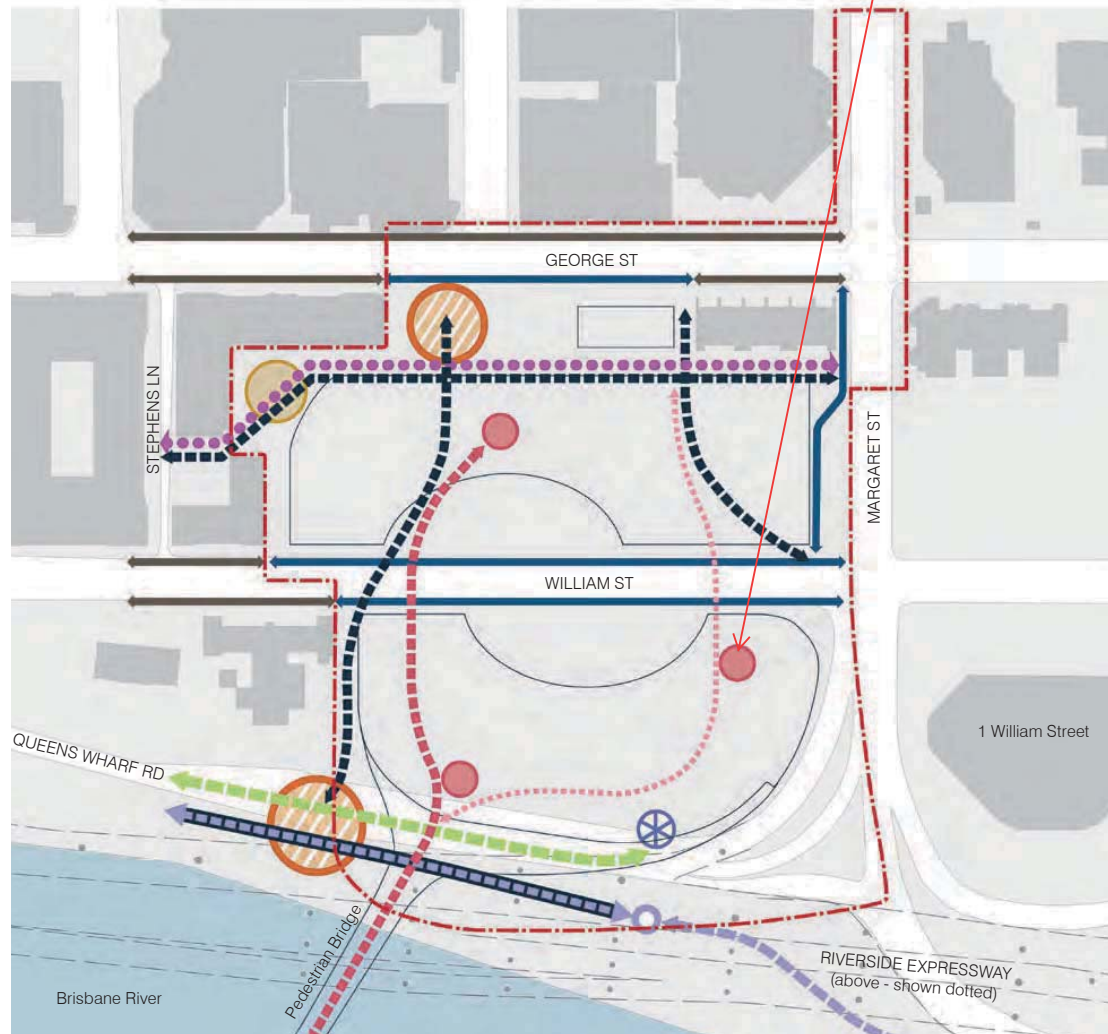 GEORGE ST
STEPHENS LN
MARGARET ST
WILLIAM ST
1 William Street
QUEENS WHARF RD
Pedestrian Bridge
RIVERSIDE EXPRESSWAY
(above - shown dotted)
Brisbane River